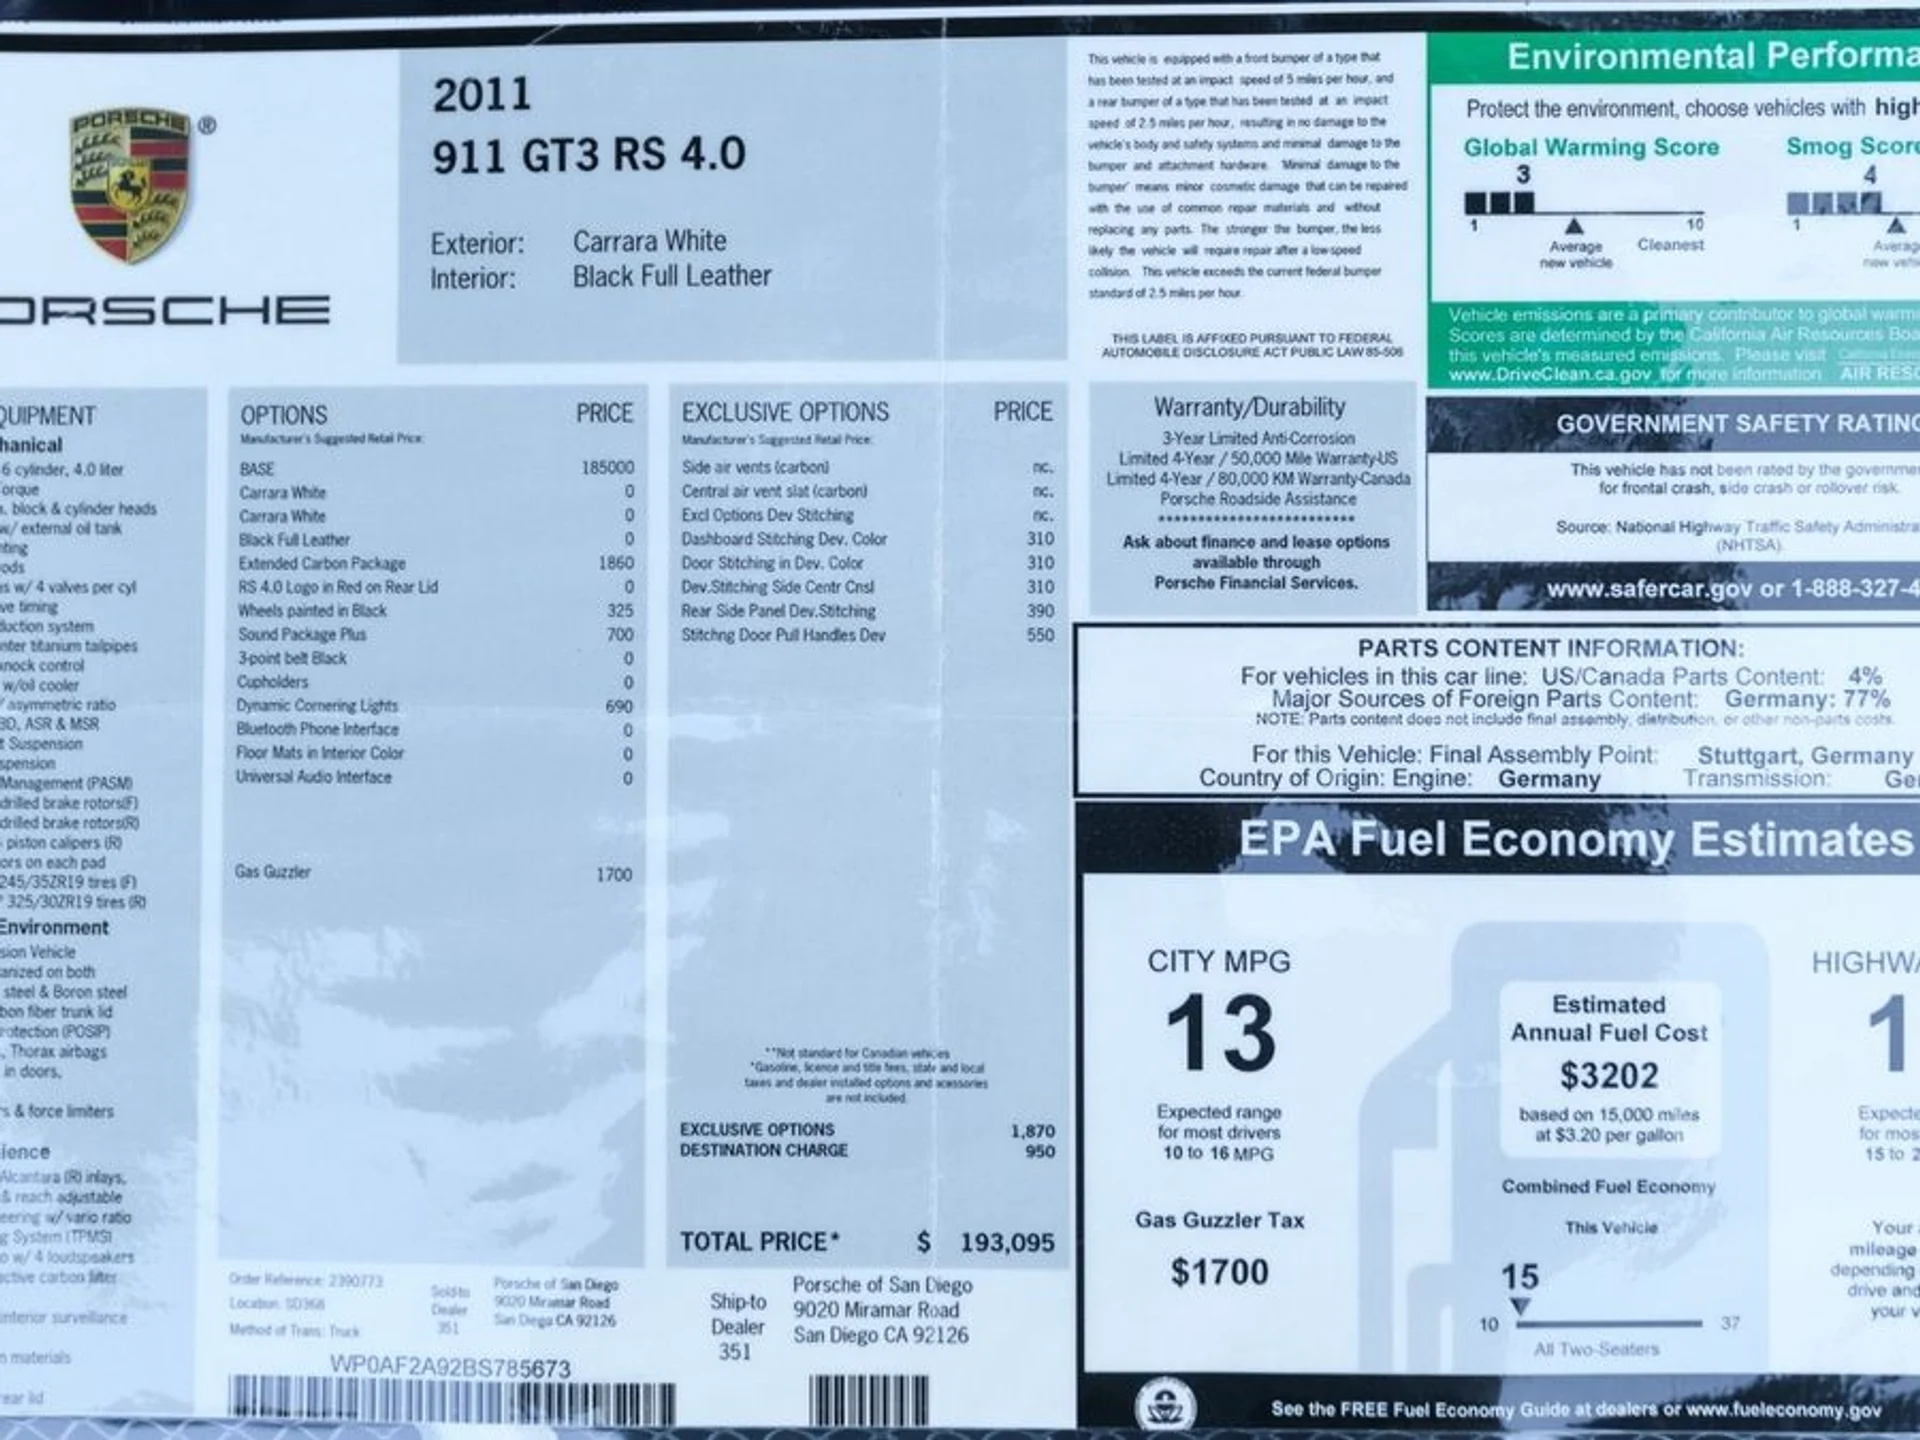 PORSCHE
®
ORSCHE
2011
911 GT3 RS 4.0
Exterior: Carrara White
Interior: Black Full Leather
This vehicle is equipped with a front bumper of a type that
has been tested at an impact speed of 5 miles per hour, and
a rear bumper of a type that has been tested at an impact
speed of 2.5 miles per hour, resulting in no damage to the
vehicle's body and safety systems and minimal damage to the
bumper and attachment hardware. 'Minimal damage to the
bumper' means minor cosmetic damage that can be repaired
with the use of common repair materials and without
replacing any parts. The stronger the bumper, the less
likely the vehicle will require repair after a low-speed
collision. This vehicle exceeds the current federal bumper
standard of 2.5 miles per hour.
THIS LABEL IS AFFIXED PURSUANT TO FEDERAL
AUTOMOBILE DISCLOSURE ACT PUBLIC LAW 85-506
Environmental Performa
Protect the environment, choose vehicles with high
Global Warming Score
3
1 10
Average
new vehicle
Cleanest
Smog Score
4
1
Average
new vehic
Vehicle emissions are a primary contributor to global warmi
Scores are determined by the California Air Resources Boa
this vehicle's measured emissions. Please visit
www.DriveClean.ca.gov for more information AIR RESO
QUIPMENT
hanical
6 cylinder, 4.0 liter
orque
, block & cylinder heads
w/ external oil tank
ting
ods
s w/ 4 valves per cyl
ve timing
duction system
nter titanium tailpipes
knock control
w/oil cooler
/ asymmetric ratio
BD, ASR & MSR
t Suspension
spension
Management (PASM)
drilled brake rotors(F)
drilled brake rotors(R)
piston calipers (R)
ors on each pad
245/35ZR19 tires (F)
" 325/30ZR19 tires (R)
Environment
sion Vehicle
anized on both
steel & Boron steel
bon fiber trunk lid
rotection (POSIP)
, Thorax airbags
in doors,
rs & force limiters
ience
Alcantara (R) inlays,
& reach adjustable
eering w/ vario ratio
g System (TPMS)
o w/ 4 loudspeakers
active carbon filter
interior surveillance
n materials
rear lid
OPTIONS PRICE
Manufacturer's Suggested Retail Price:
BASE 185000
Carrara White 0
Carrara White 0
Black Full Leather 0
Extended Carbon Package 1860
RS 4.0 Logo in Red on Rear Lid 0
Wheels painted in Black 325
Sound Package Plus 700
3-point belt Black 0
Cupholders 0
Dynamic Cornering Lights 690
Bluetooth Phone Interface 0
Floor Mats in Interior Color 0
Universal Audio Interface 0
Gas Guzzler 1700
EXCLUSIVE OPTIONS PRICE
Manufacturer's Suggested Retail Price:
Side air vents (carbon) nc.
Central air vent slat (carbon) nc.
Excl Options Dev Stitching nc.
Dashboard Stitching Dev. Color 310
Door Stitching in Dev. Color 310
Dev.Stitching Side Centr Cnsl 310
Rear Side Panel Dev.Stitching 390
Stitchng Door Pull Handles Dev 550
**Not standard for Canadian vehicles
*Gasoline, license and title fees, state and local
taxes and dealer installed options and acessories
are not included.
EXCLUSIVE OPTIONS 1,870
DESTINATION CHARGE 950
TOTAL PRICE* $ 193,095
Warranty/Durability
3-Year Limited Anti-Corrosion
Limited 4-Year / 50,000 Mile Warranty-US
Limited 4-Year / 80,000 KM Warranty-Canada
Porsche Roadside Assistance
*************************
Ask about finance and lease options
available through
Porsche Financial Services.
GOVERNMENT SAFETY RATING
This vehicle has not been rated by the governme
for frontal crash, side crash or rollover risk.
Source: National Highway Traffic Safety Administra
(NHTSA)
www.safercar.gov or 1-888-327-4
PARTS CONTENT INFORMATION:
For vehicles in this car line: US/Canada Parts Content: 4%
Major Sources of Foreign Parts Content: Germany: 77%
NOTE: Parts content does not include final assembly, distribution, or other non-parts costs.
For this Vehicle: Final Assembly Point: Stuttgart, Germany
Country of Origin: Engine: Germany Transmission: Ge
EPA Fuel Economy Estimates
CITY MPG
13
Expected range
for most drivers
10 to 16 MPG
Gas Guzzler Tax
$1700
Estimated
Annual Fuel Cost
$3202
based on 15,000 miles
at $3.20 per gallon
Combined Fuel Economy
This Vehicle
15
10 37
All Two-Seaters
HIGHWA
1
Expecte
for mos
15 to 2
Your
mileage
depending
drive and
your v
Order Reference: 2390773
Location: SD368
Method of Trans: Truck
Sold-to
Dealer
351
Porsche of San Diego
9020 Miramar Road
San Diego CA 92126
Ship-to
Dealer
351
Porsche of San Diego
9020 Miramar Road
San Diego CA 92126
WP0AF2A92BS785673
See the FREE Fuel Economy Guide at dealers or www.fueleconomy.gov